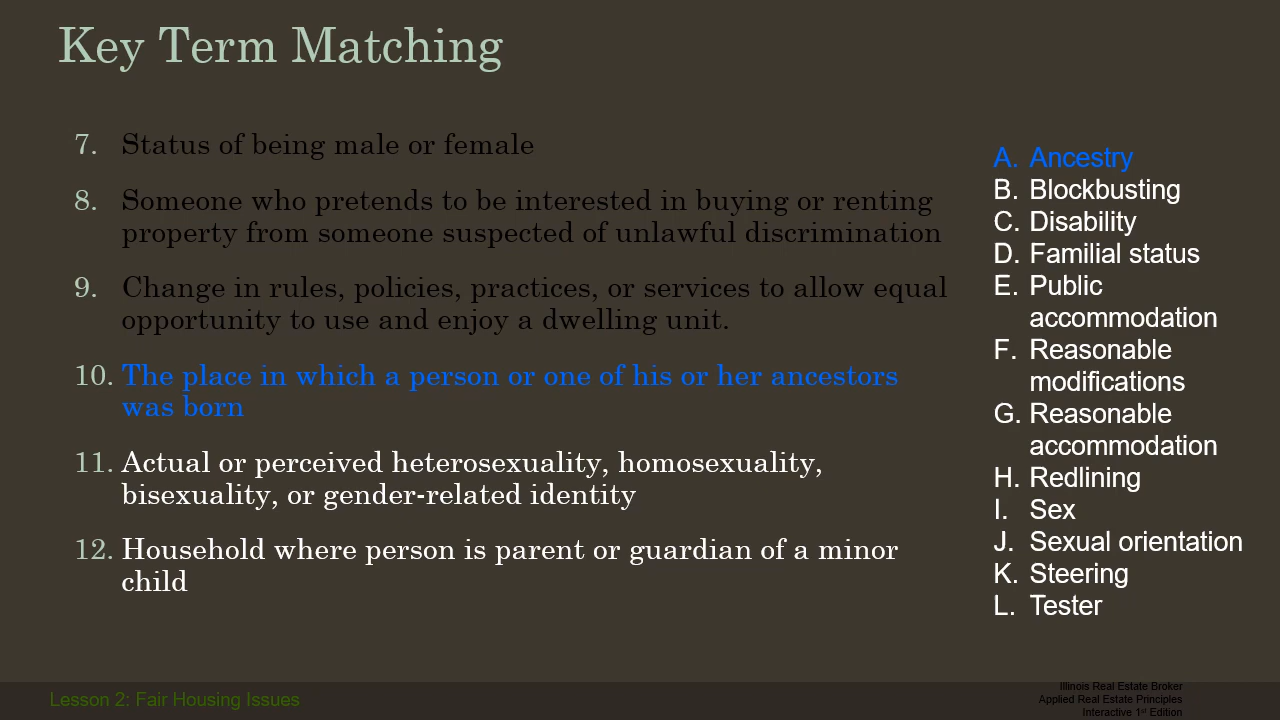 Key Term Matching
7. Status of being male or female
8. Someone who pretends to be interested in buying or renting
property from someone suspected of unlawful discrimination
9. Change in rules, policies, practices, or services to allow equal
opportunity to use and enjoy a dwelling unit.
10. The place in which a person or one of his or her ancestors
was born
11. Actual or perceived heterosexuality, homosexuality,
bisexuality, or gender-related identity
12. Household where person is parent or guardian of a minor
child
A. Ancestry
B. Blockbusting
C. Disability
D. Familial status
E. Public
accommodation
F. Reasonable
modifications
G. Reasonable
accommodation
H. Redlining
I. Sex
J. Sexual orientation
K. Steering
L. Tester
Lesson 2: Fair Housing Issues
Illinois Real Estate Broker
Applied Real Estate Principles
Interactive 1st Edition